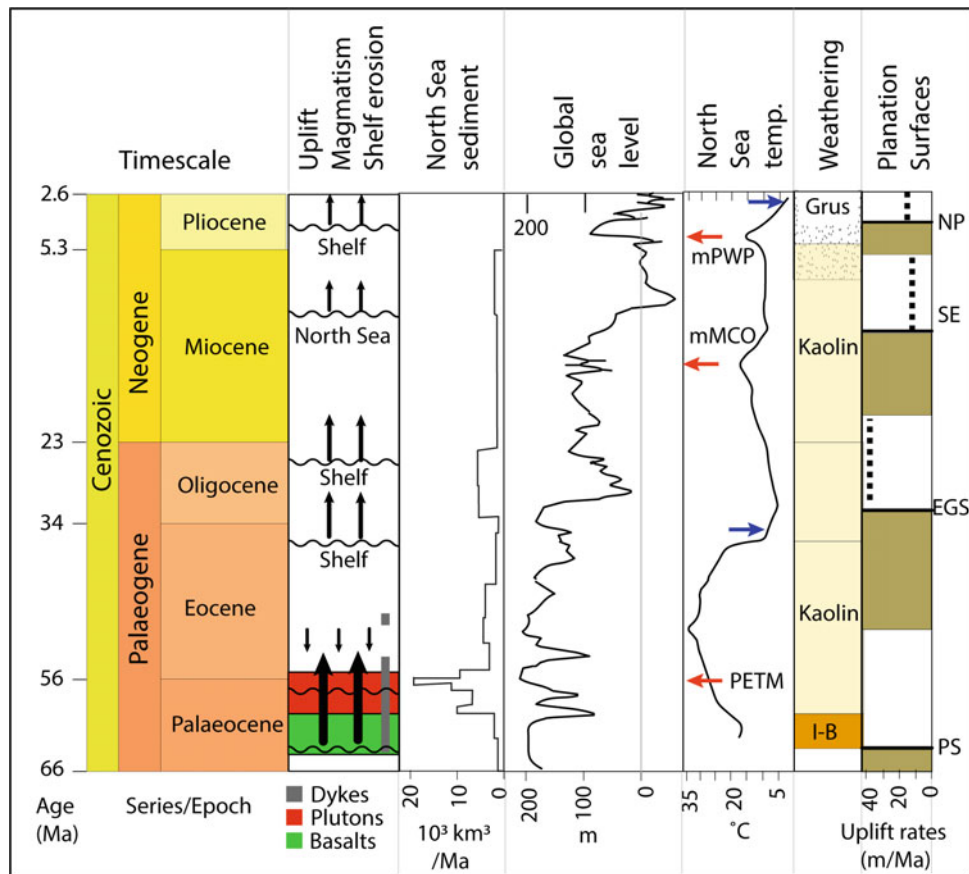 Timescale
Uplift
Magmatism
Shelf erosion
North Sea
sediment
Global
sea
level
North
Sea
temp.
Weathering
Planation
Surfaces
2.6
5.3
23
34
56
66
Cenozoic
Neogene
Palaeogene
Pliocene
Miocene
Oligocene
Eocene
Palaeocene
Shelf
North Sea
Shelf
Shelf
200
mPWP
mMCO
PETM
Grus
Kaolin
Kaolin
I-B
NP
SE
EGS
PS
Age
(Ma)
Series/Epoch
Dykes
Plutons
Basalts
20
10
0
10³ km³
/Ma
200
100
0
m
35
20
5
°C
40
20
0
Uplift rates
(m/Ma)